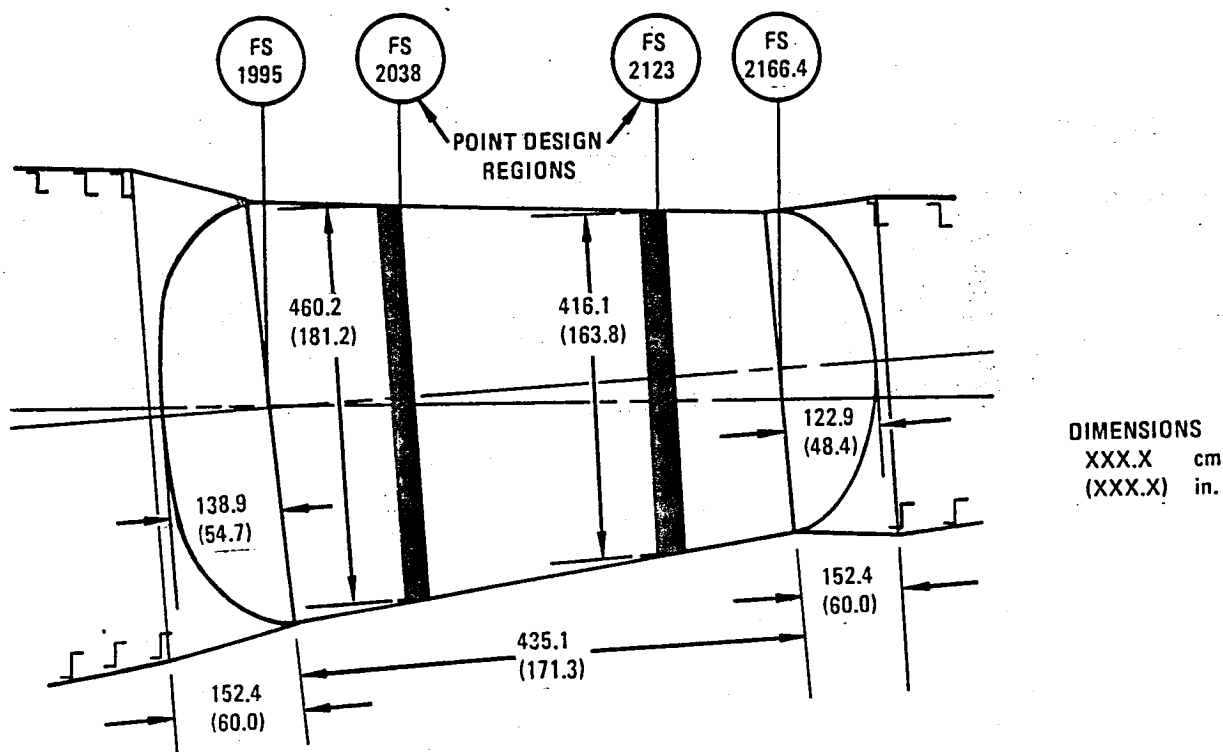 FS
1995
FS
2038
FS
2123
FS
2166.4
POINT DESIGN
REGIONS
460.2
(181.2)
416.1
(163.8)
122.9
(48.4)
DIMENSIONS
XXX.X cm
(XXX.X) in.
138.9
(54.7)
152.4
(60.0)
435.1
(171.3)
152.4
(60.0)